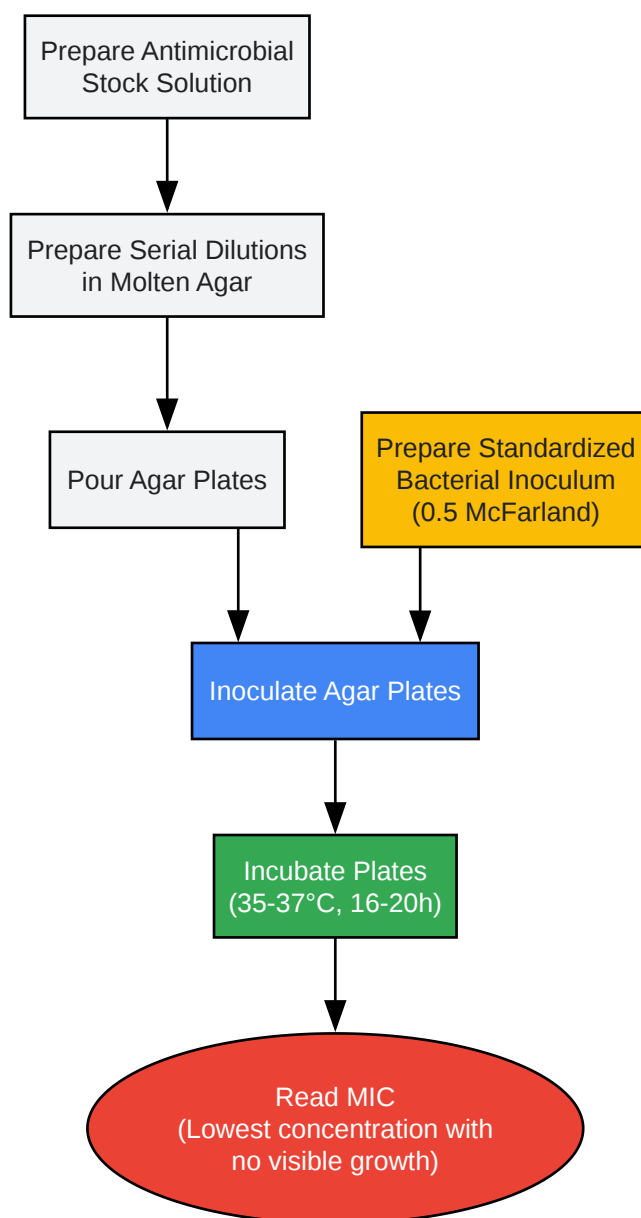 Prepare Antimicrobial
Stock Solution
Prepare Serial Dilutions
in Molten Agar
Pour Agar Plates
Prepare Standardized
Bacterial Inoculum
(0.5 McFarland)
Inoculate Agar Plates
Incubate Plates
(35-37°C, 16-20h)
Read MIC
(Lowest concentration with
no visible growth)